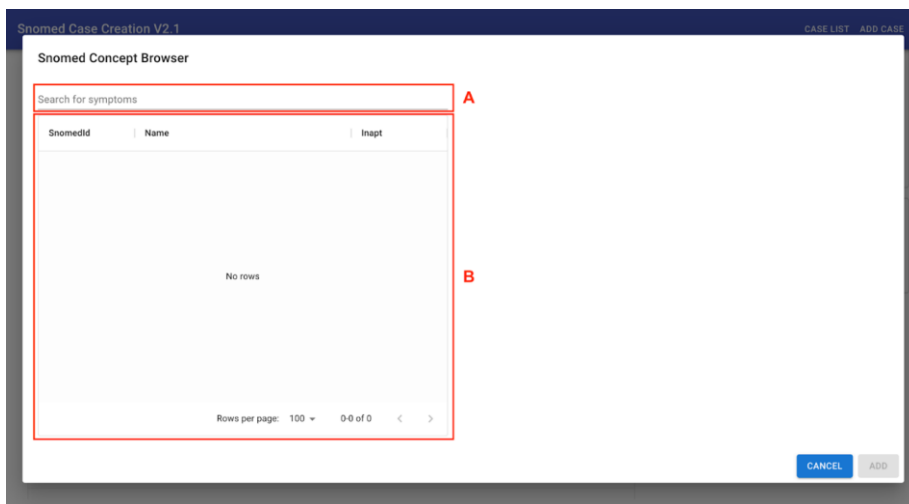 Snomed Case Creation V2.1 CASE LIST ADD CASE
Snomed Concept Browser
Search for symptoms A
SnomedId Name Inapt
No rows B
Rows per page: 100 0-0 of 0
CANCEL ADD